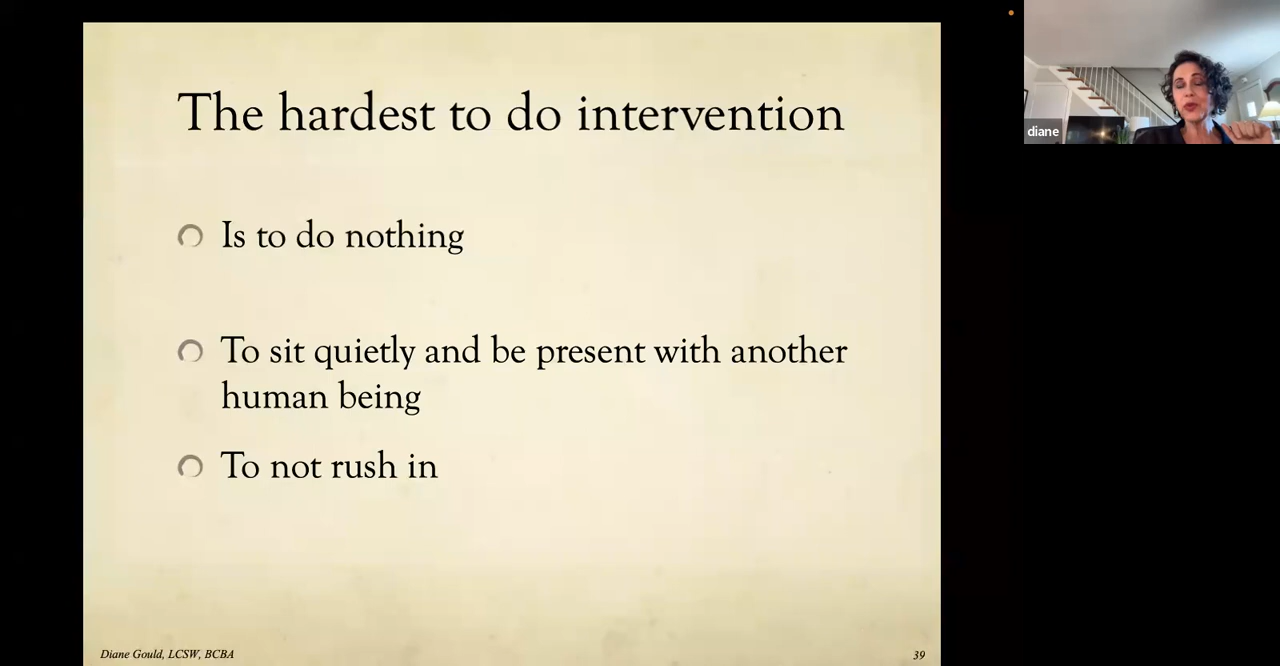 The hardest to do intervention
Is to do nothing
To sit quietly and be present with another
human being
To not rush in
Diane Gould, LCSW, BCBA
39
diane